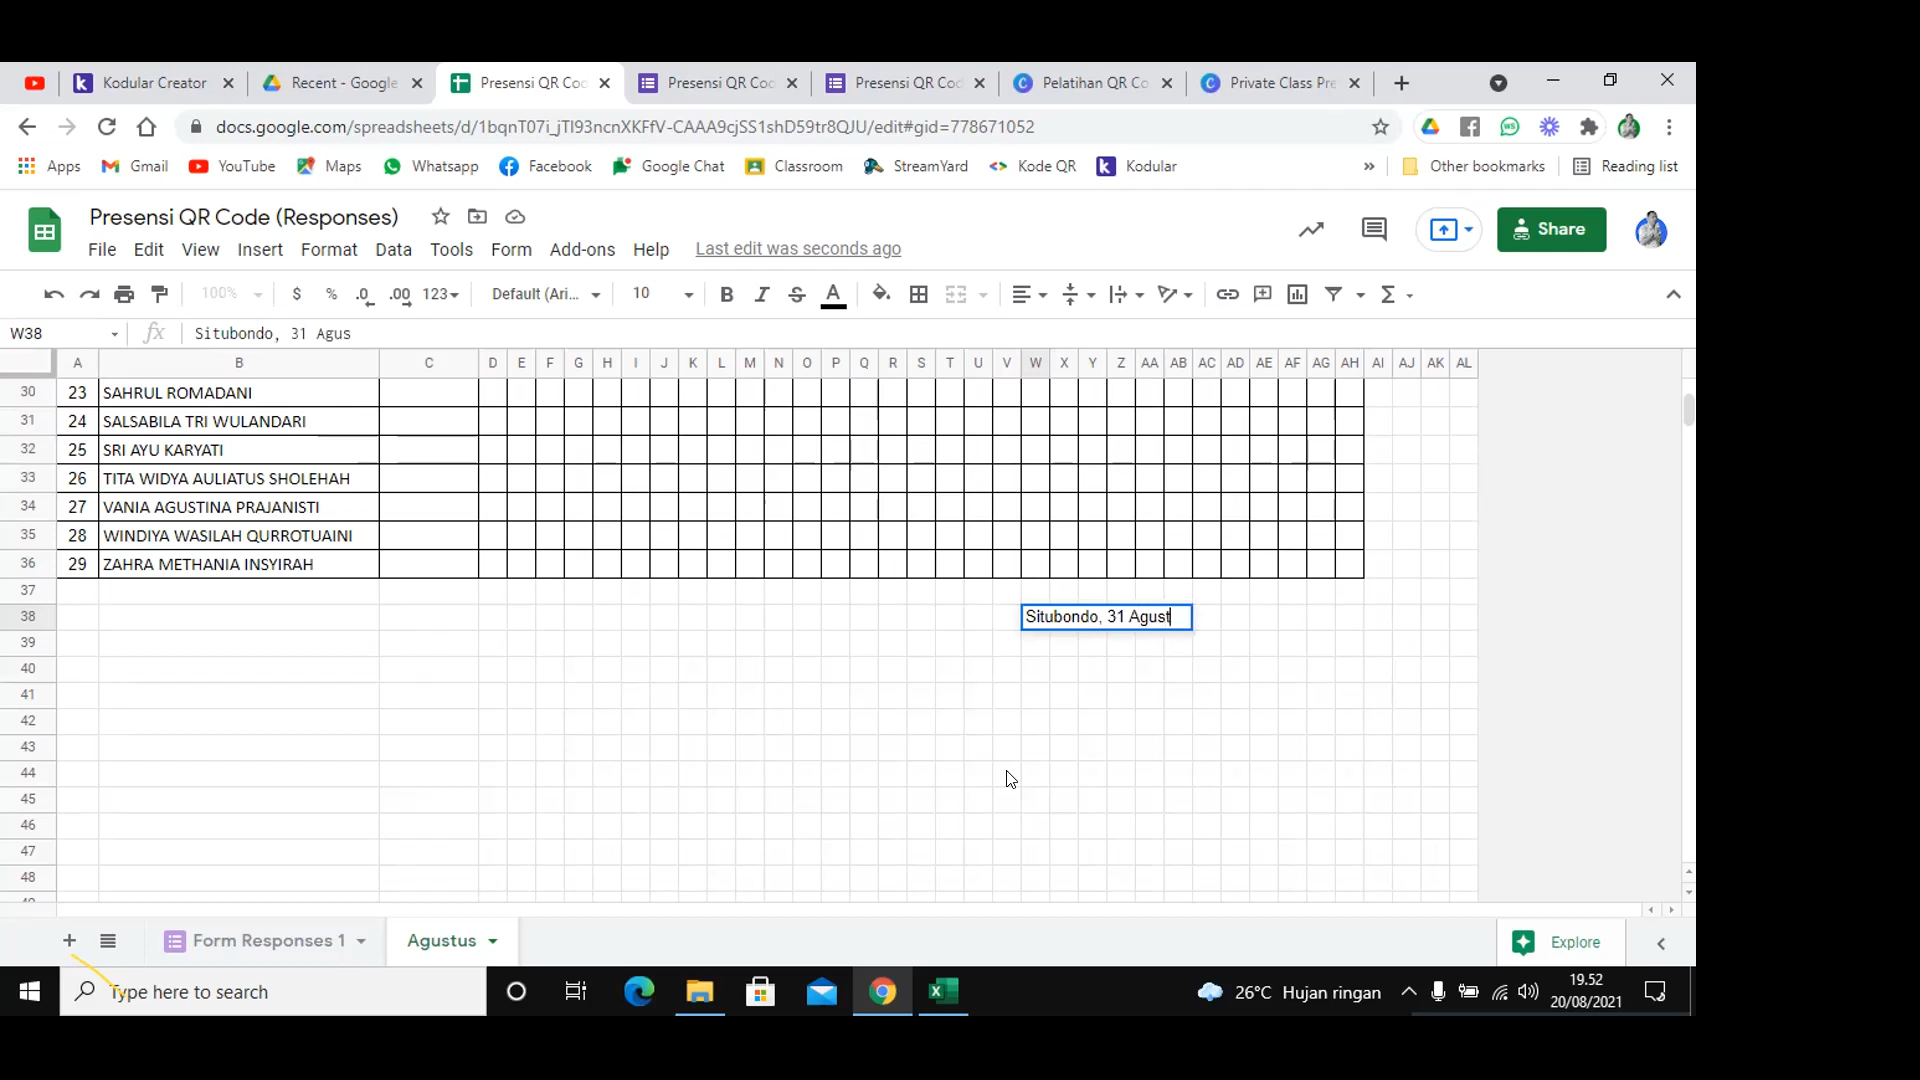 Kodular Creator
Recent - Google
Presensi QR Coo
Presensi QR Coo
Presensi QR Co
Pelatihan QR Co
Private Class Pre
docs.google.com/spreadsheets/d/1bqnT07i_jTI93ncnXKFfV-CAAA9cjSS1shD59tr8QJU/edit#gid=778671052
Apps Gmail YouTube Maps Whatsapp Facebook Google Chat Classroom StreamYard Kode QR Kodular » Other bookmarks Reading list
Presensi QR Code (Responses)
Share
File Edit View Insert Format Data Tools Form Add-ons Help Last edit was seconds ago
100% $ % .0 .00 123 Default (Ari... 10 B I S A Σ
W38 fx Situbondo, 31 Agus
A B C D E F G H I J K L M N O P Q R S T U V W X Y Z AA AB AC AD AE AF AG AH AI AJ AK AL
30 23 SAHRUL ROMADANI
31 24 SALSABILA TRI WULANDARI
32 25 SRI AYU KARYATI
33 26 TITA WIDYA AULIATUS SHOLEHAH
34 27 VANIA AGUSTINA PRAJANISTI
35 28 WINDIYA WASILAH QURROTUAINI
36 29 ZAHRA METHANIA INSYIRAH
37
38 Situbondo, 31 Agust
39
40
41
42
43
44
45
46
47
48
Form Responses 1 Agustus Explore
Type here to search
26°C Hujan ringan
19.52
20/08/2021